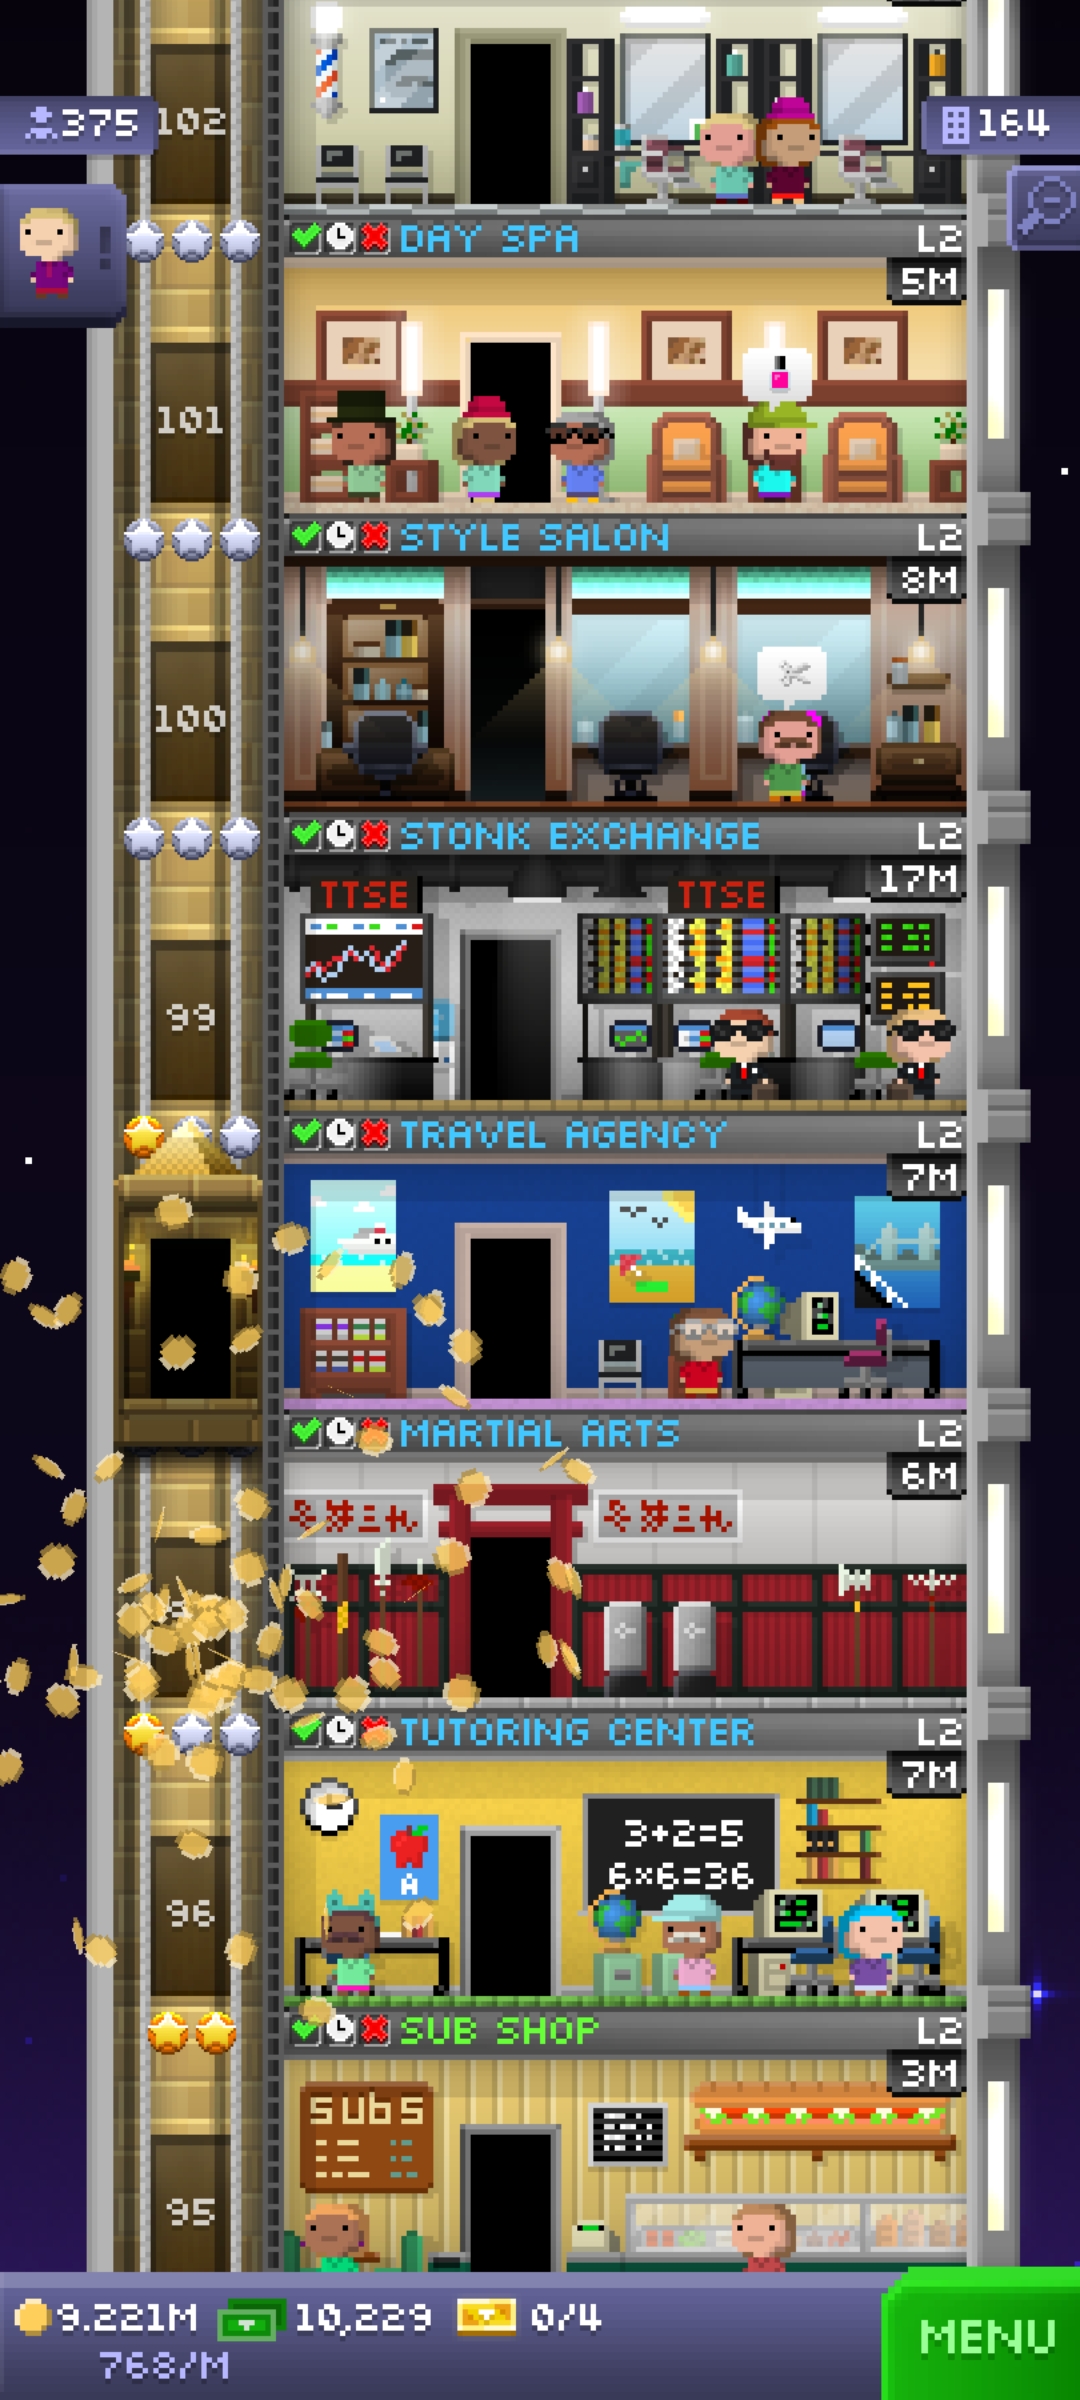 102
375
164
DAY SPA L2
5M
101
STYLE SALON L2
8M
100
STONK EXCHANGE L2
17M
TTSE TTSE
99
TRAVEL AGENCY L2
7M
MARTIAL ARTS L2
6M
TUTORING CENTER L2
7M
3+2=5
6×6=36
A
96
SUB SHOP L2
3M
SUBS
95
9.221M 10,229 0/4
768/M
MENU